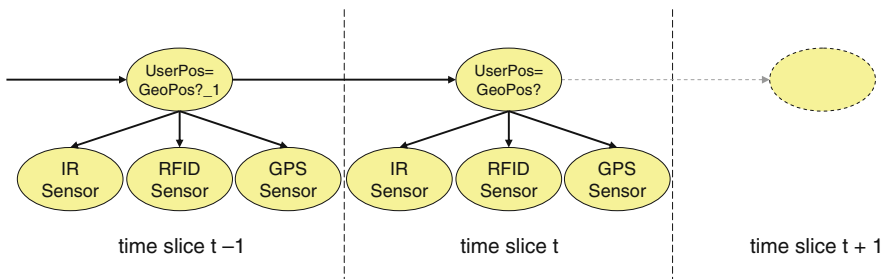 UserPos=
GeoPos?_1
UserPos=
GeoPos?
IR
Sensor
RFID
Sensor
GPS
Sensor
IR
Sensor
RFID
Sensor
GPS
Sensor
time slice t –1
time slice t
time slice t + 1